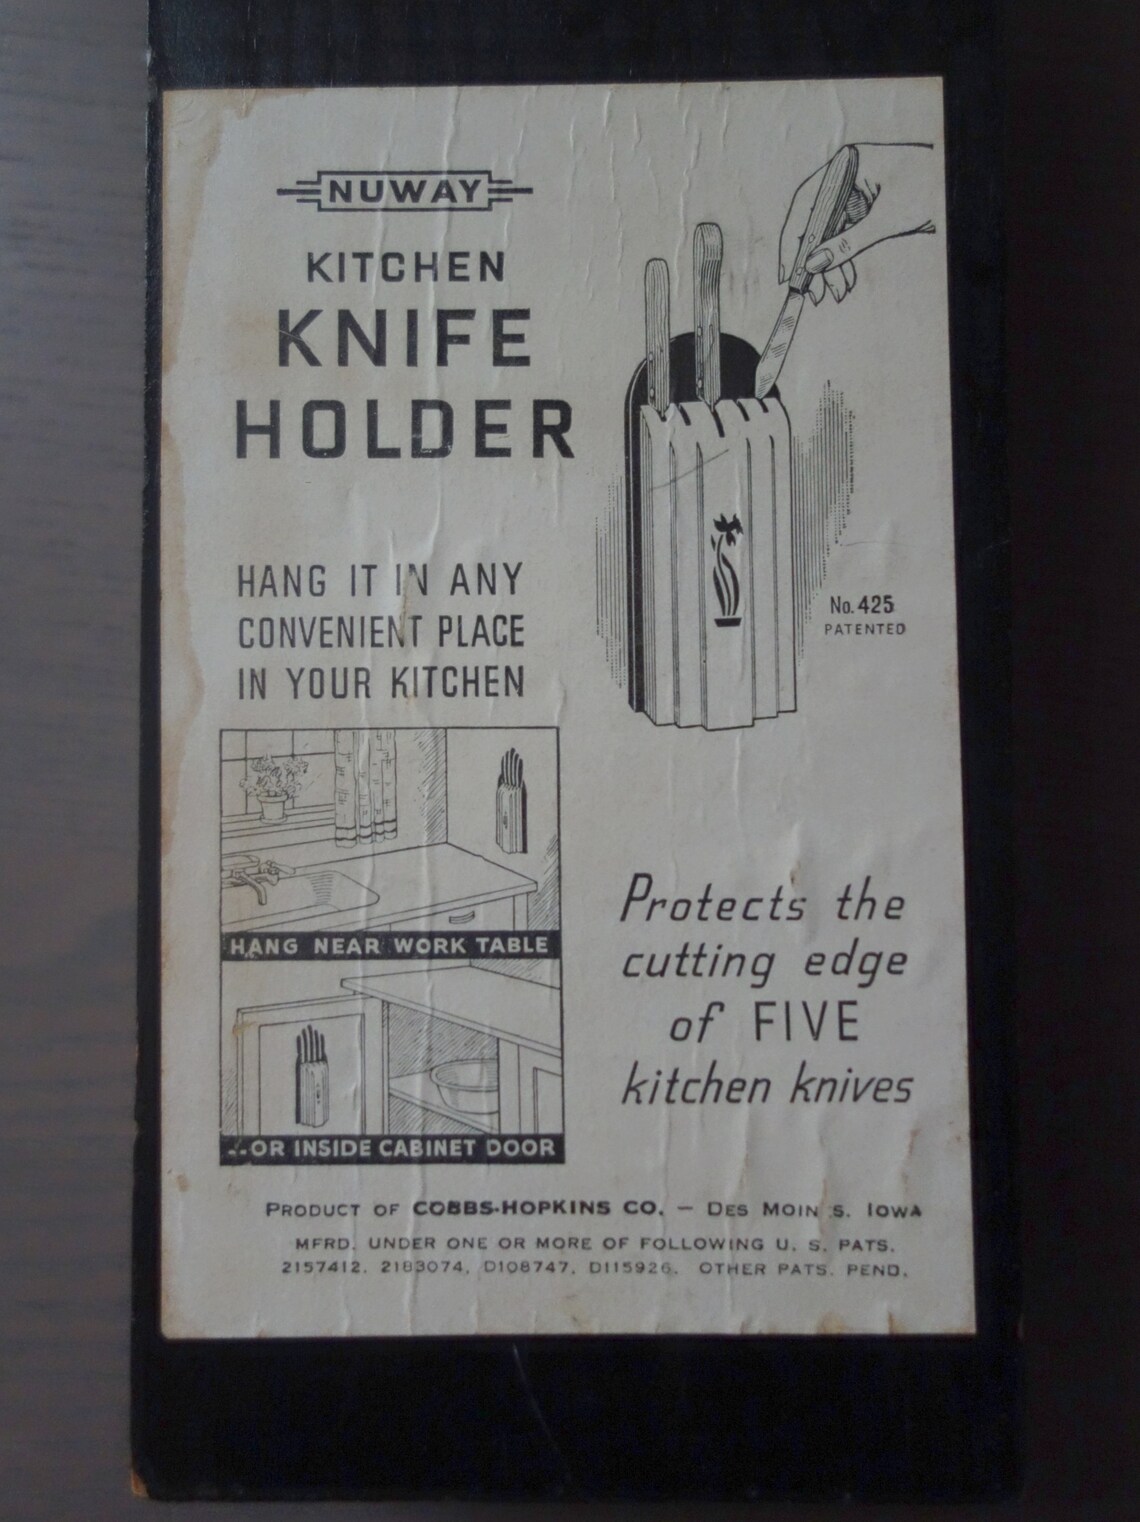 NUWAY
KITCHEN
KNIFE
HOLDER
HANG IT IN ANY
CONVENIENT PLACE
IN YOUR KITCHEN
No. 425
PATENTED
HANG NEAR WORK TABLE
..OR INSIDE CABINET DOOR
Protects the
cutting edge
of FIVE
kitchen knives
PRODUCT OF COBBS-HOPKINS CO. — DES MOINES. IOWA
MFRD. UNDER ONE OR MORE OF FOLLOWING U. S. PATS.
2157412. 2183074, D108747, D115926. OTHER PATS. PEND.